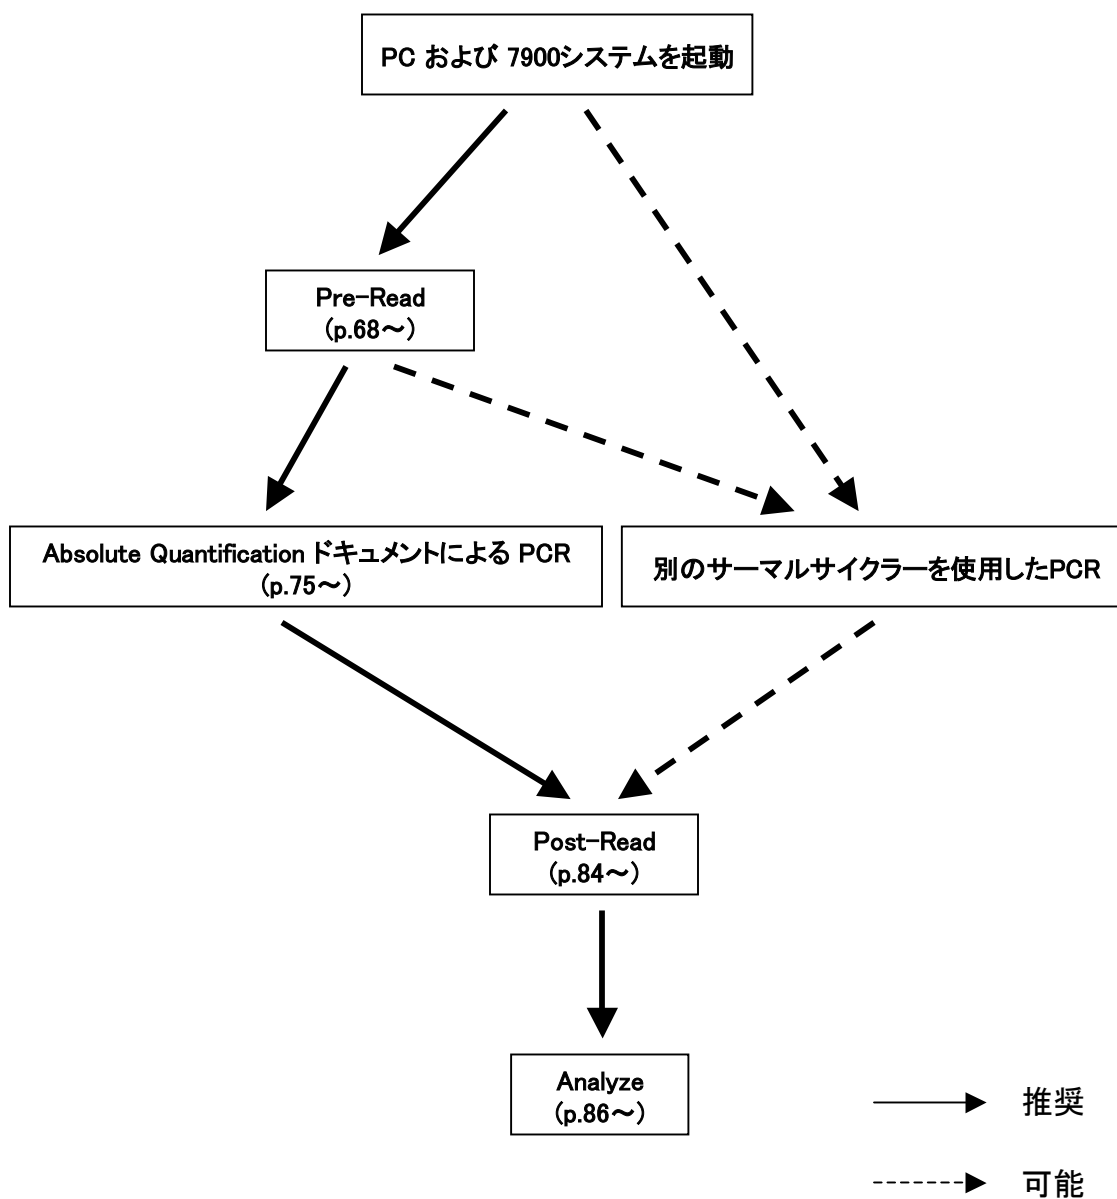 PC および 7900システムを起動
Pre-Read
(p.68～)
Absolute Quantification ドキュメントによる PCR
(p.75～)
別のサーマルサイクラーを使用したPCR
Post-Read
(p.84～)
Analyze
(p.86～)
推奨
可能